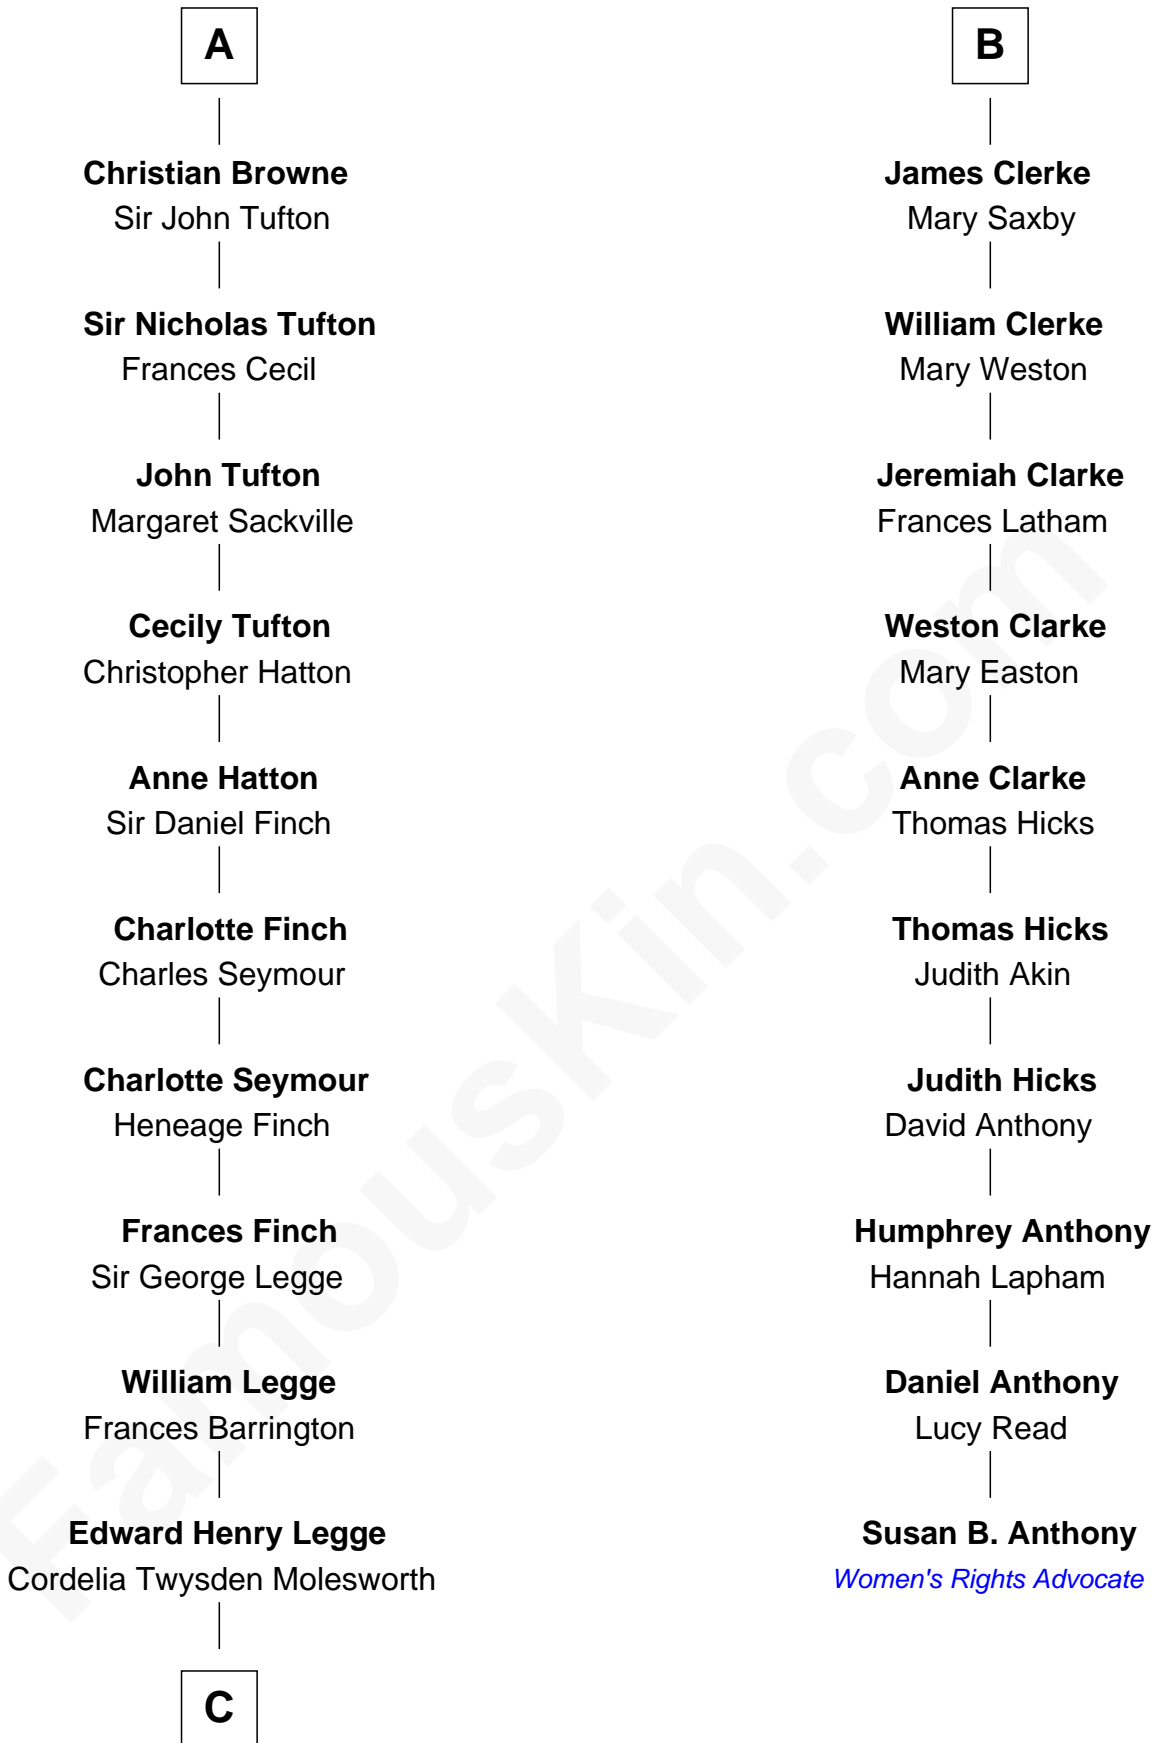 A
Christian Browne
Sir John Tufton
Sir Nicholas Tufton
Frances Cecil
John Tufton
Margaret Sackville
Cecily Tufton
Christopher Hatton
Anne Hatton
Sir Daniel Finch
Charlotte Finch
Charles Seymour
Charlotte Seymour
Heneage Finch
Frances Finch
Sir George Legge
William Legge
Frances Barrington
Edward Henry Legge
Cordelia Twysden Molesworth
C
B
James Clerke
Mary Saxby
William Clerke
Mary Weston
Jeremiah Clarke
Frances Latham
Weston Clarke
Mary Easton
Anne Clarke
Thomas Hicks
Thomas Hicks
Judith Akin
Judith Hicks
David Anthony
Humphrey Anthony
Hannah Lapham
Daniel Anthony
Lucy Read
Susan B. Anthony
Women's Rights Advocate
FamousKin.com